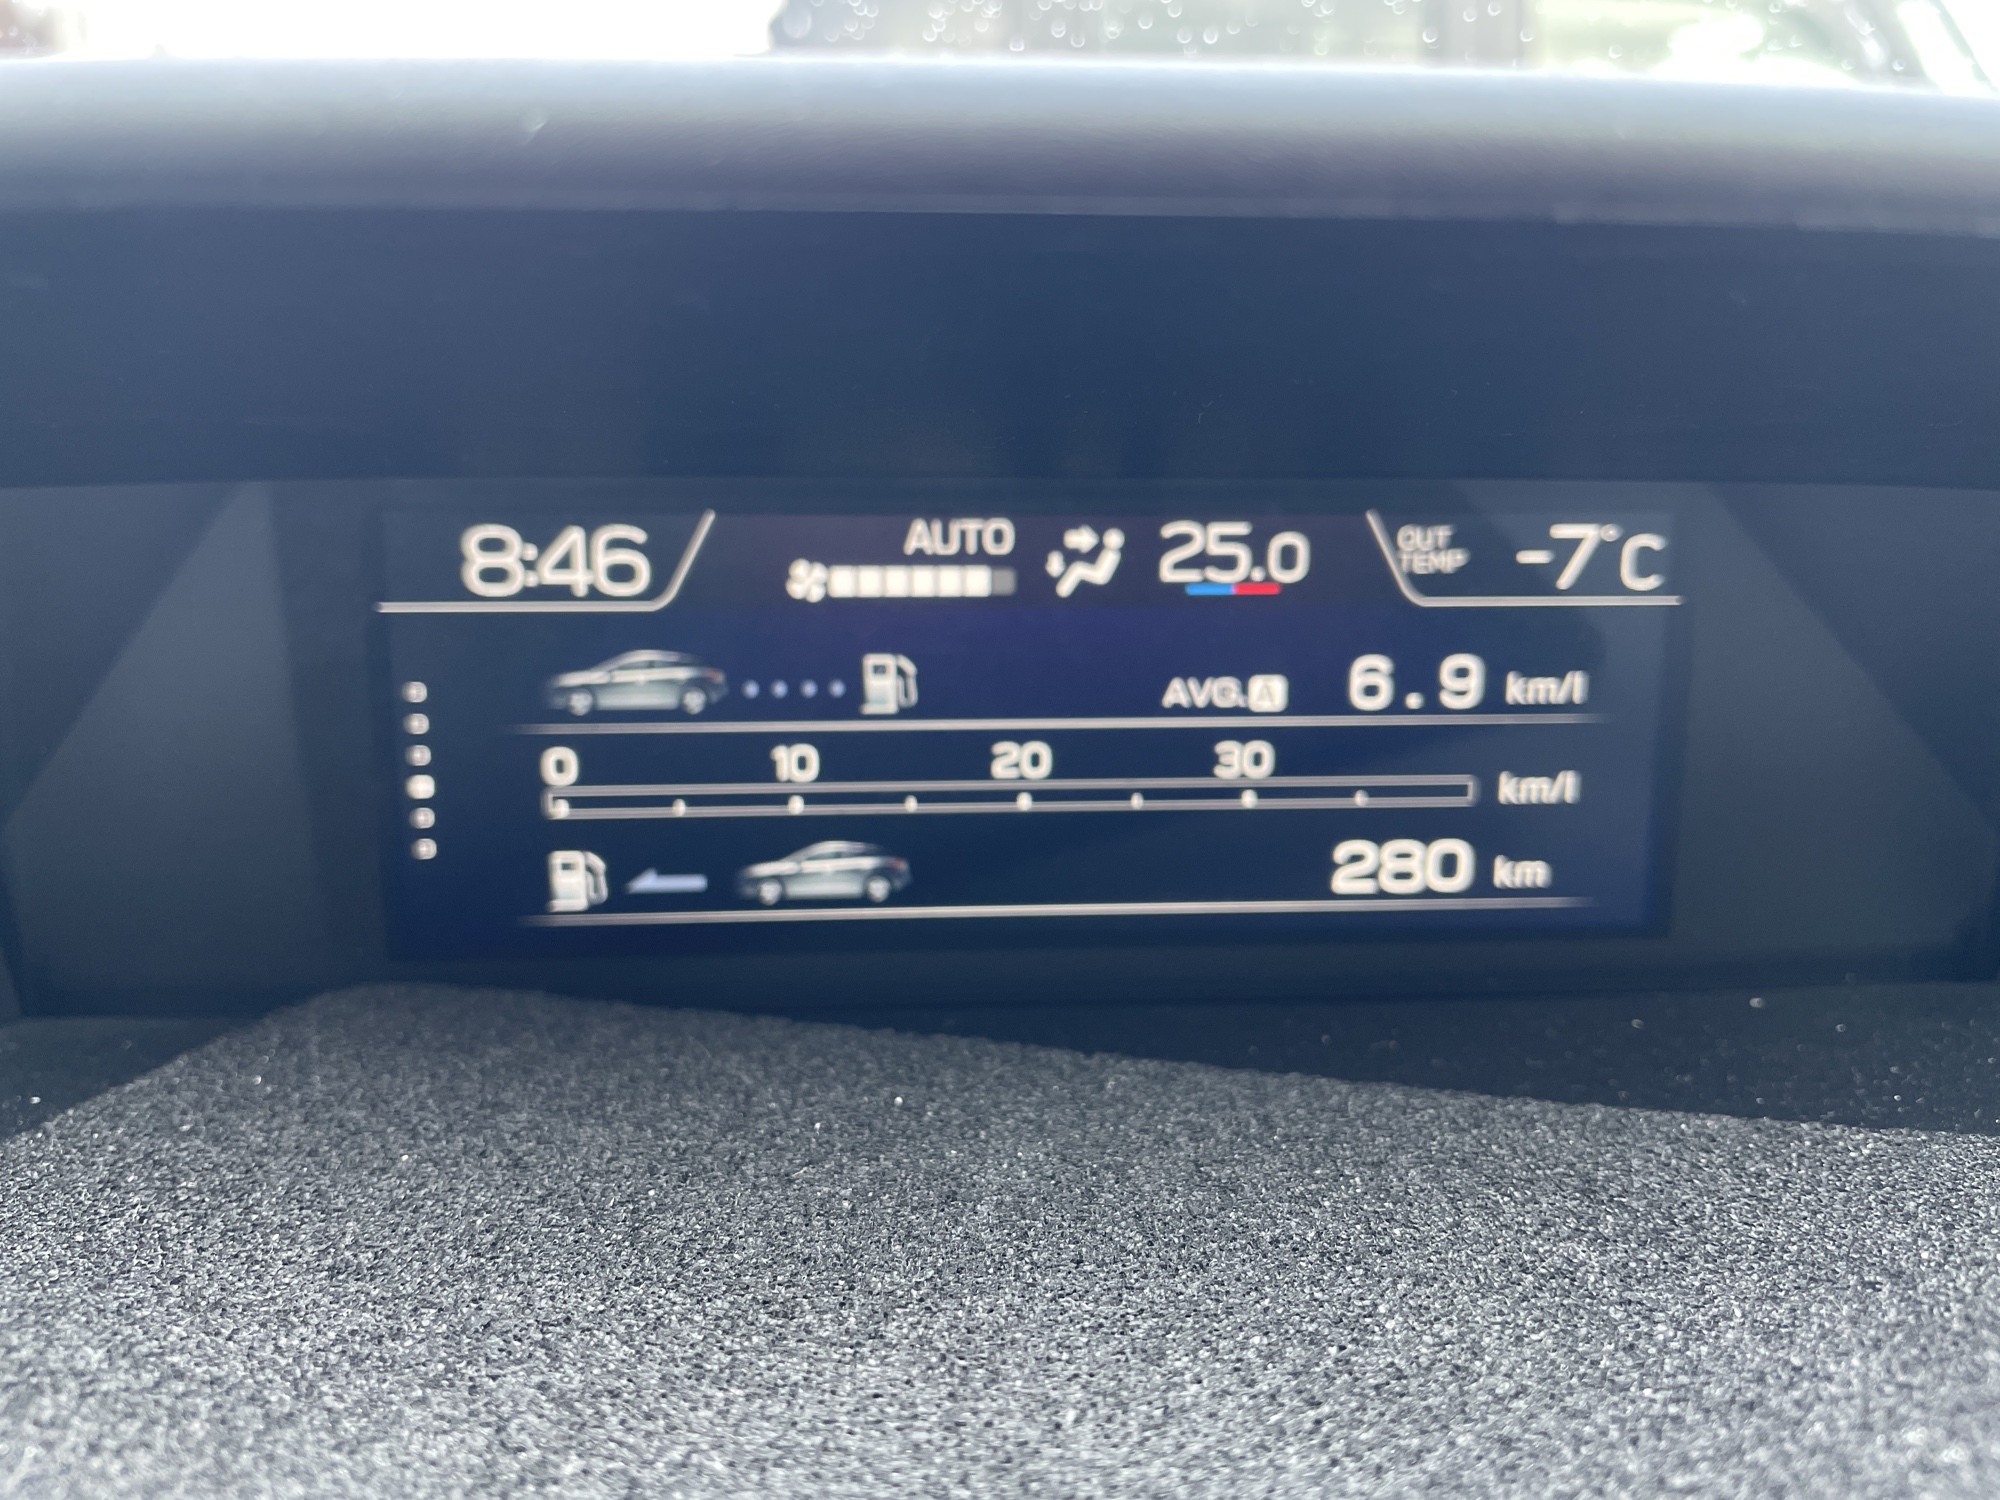 8:46 AUTO 25.0 OUT TEMP -7°C
AVG.A 6.9 km/l
0 10 20 30
km/l
280 km